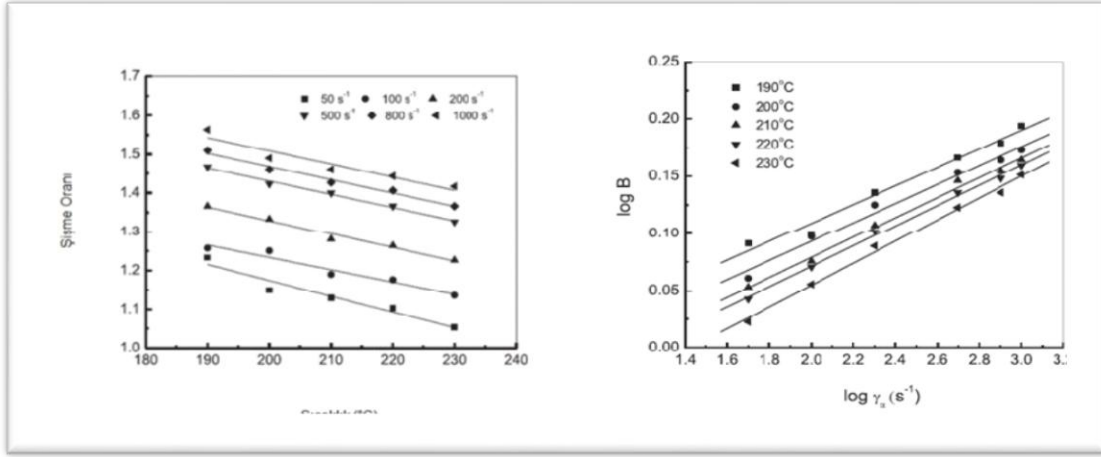 1.7
1.6
1.5
1.4
1.3
1.2
1.1
1.0
Şişme Oranı
50 s⁻¹ 100 s⁻¹ 200 s⁻¹
500 s⁻¹ 800 s⁻¹ 1000 s⁻¹
180 190 200 210 220 230 240
0.25
0.20
0.15
0.10
0.05
0.00
log B
190°C
200°C
210°C
220°C
230°C
1.4 1.6 1.8 2.0 2.2 2.4 2.6 2.8 3.0
log γₐ (s⁻¹)